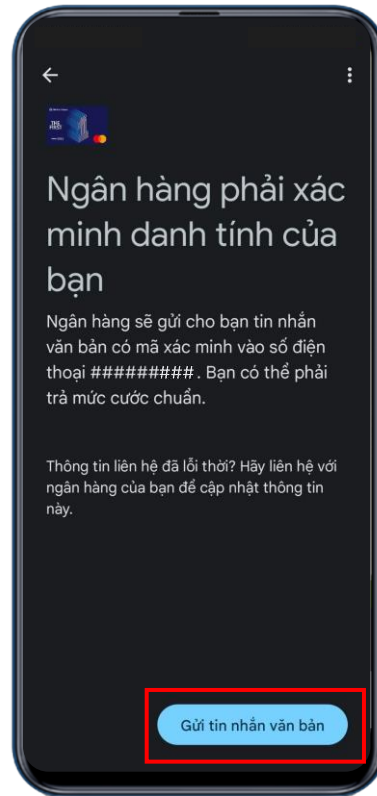 THE
FIRST
Ngân hàng phải xác
minh danh tính của
bạn
Ngân hàng sẽ gửi cho bạn tin nhắn
văn bản có mã xác minh vào số điện
thoại #########. Bạn có thể phải
trả mức cước chuẩn.
Thông tin liên hệ đã lỗi thời? Hãy liên hệ với
ngân hàng của bạn để cập nhật thông tin
này.
Gửi tin nhắn văn bản